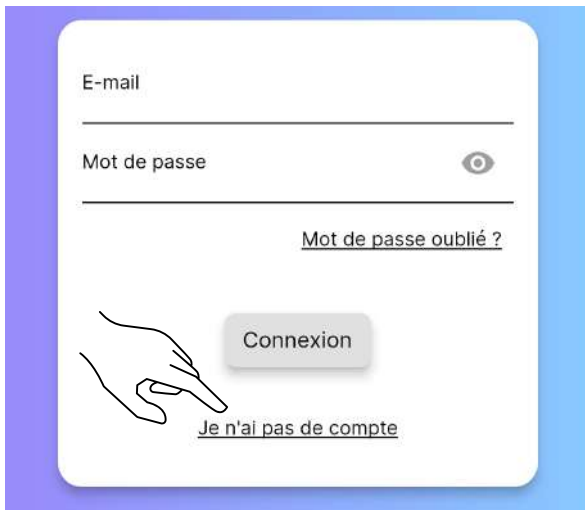 E-mail
Mot de passe
Mot de passe oublié ?
Connexion
Je n'ai pas de compte